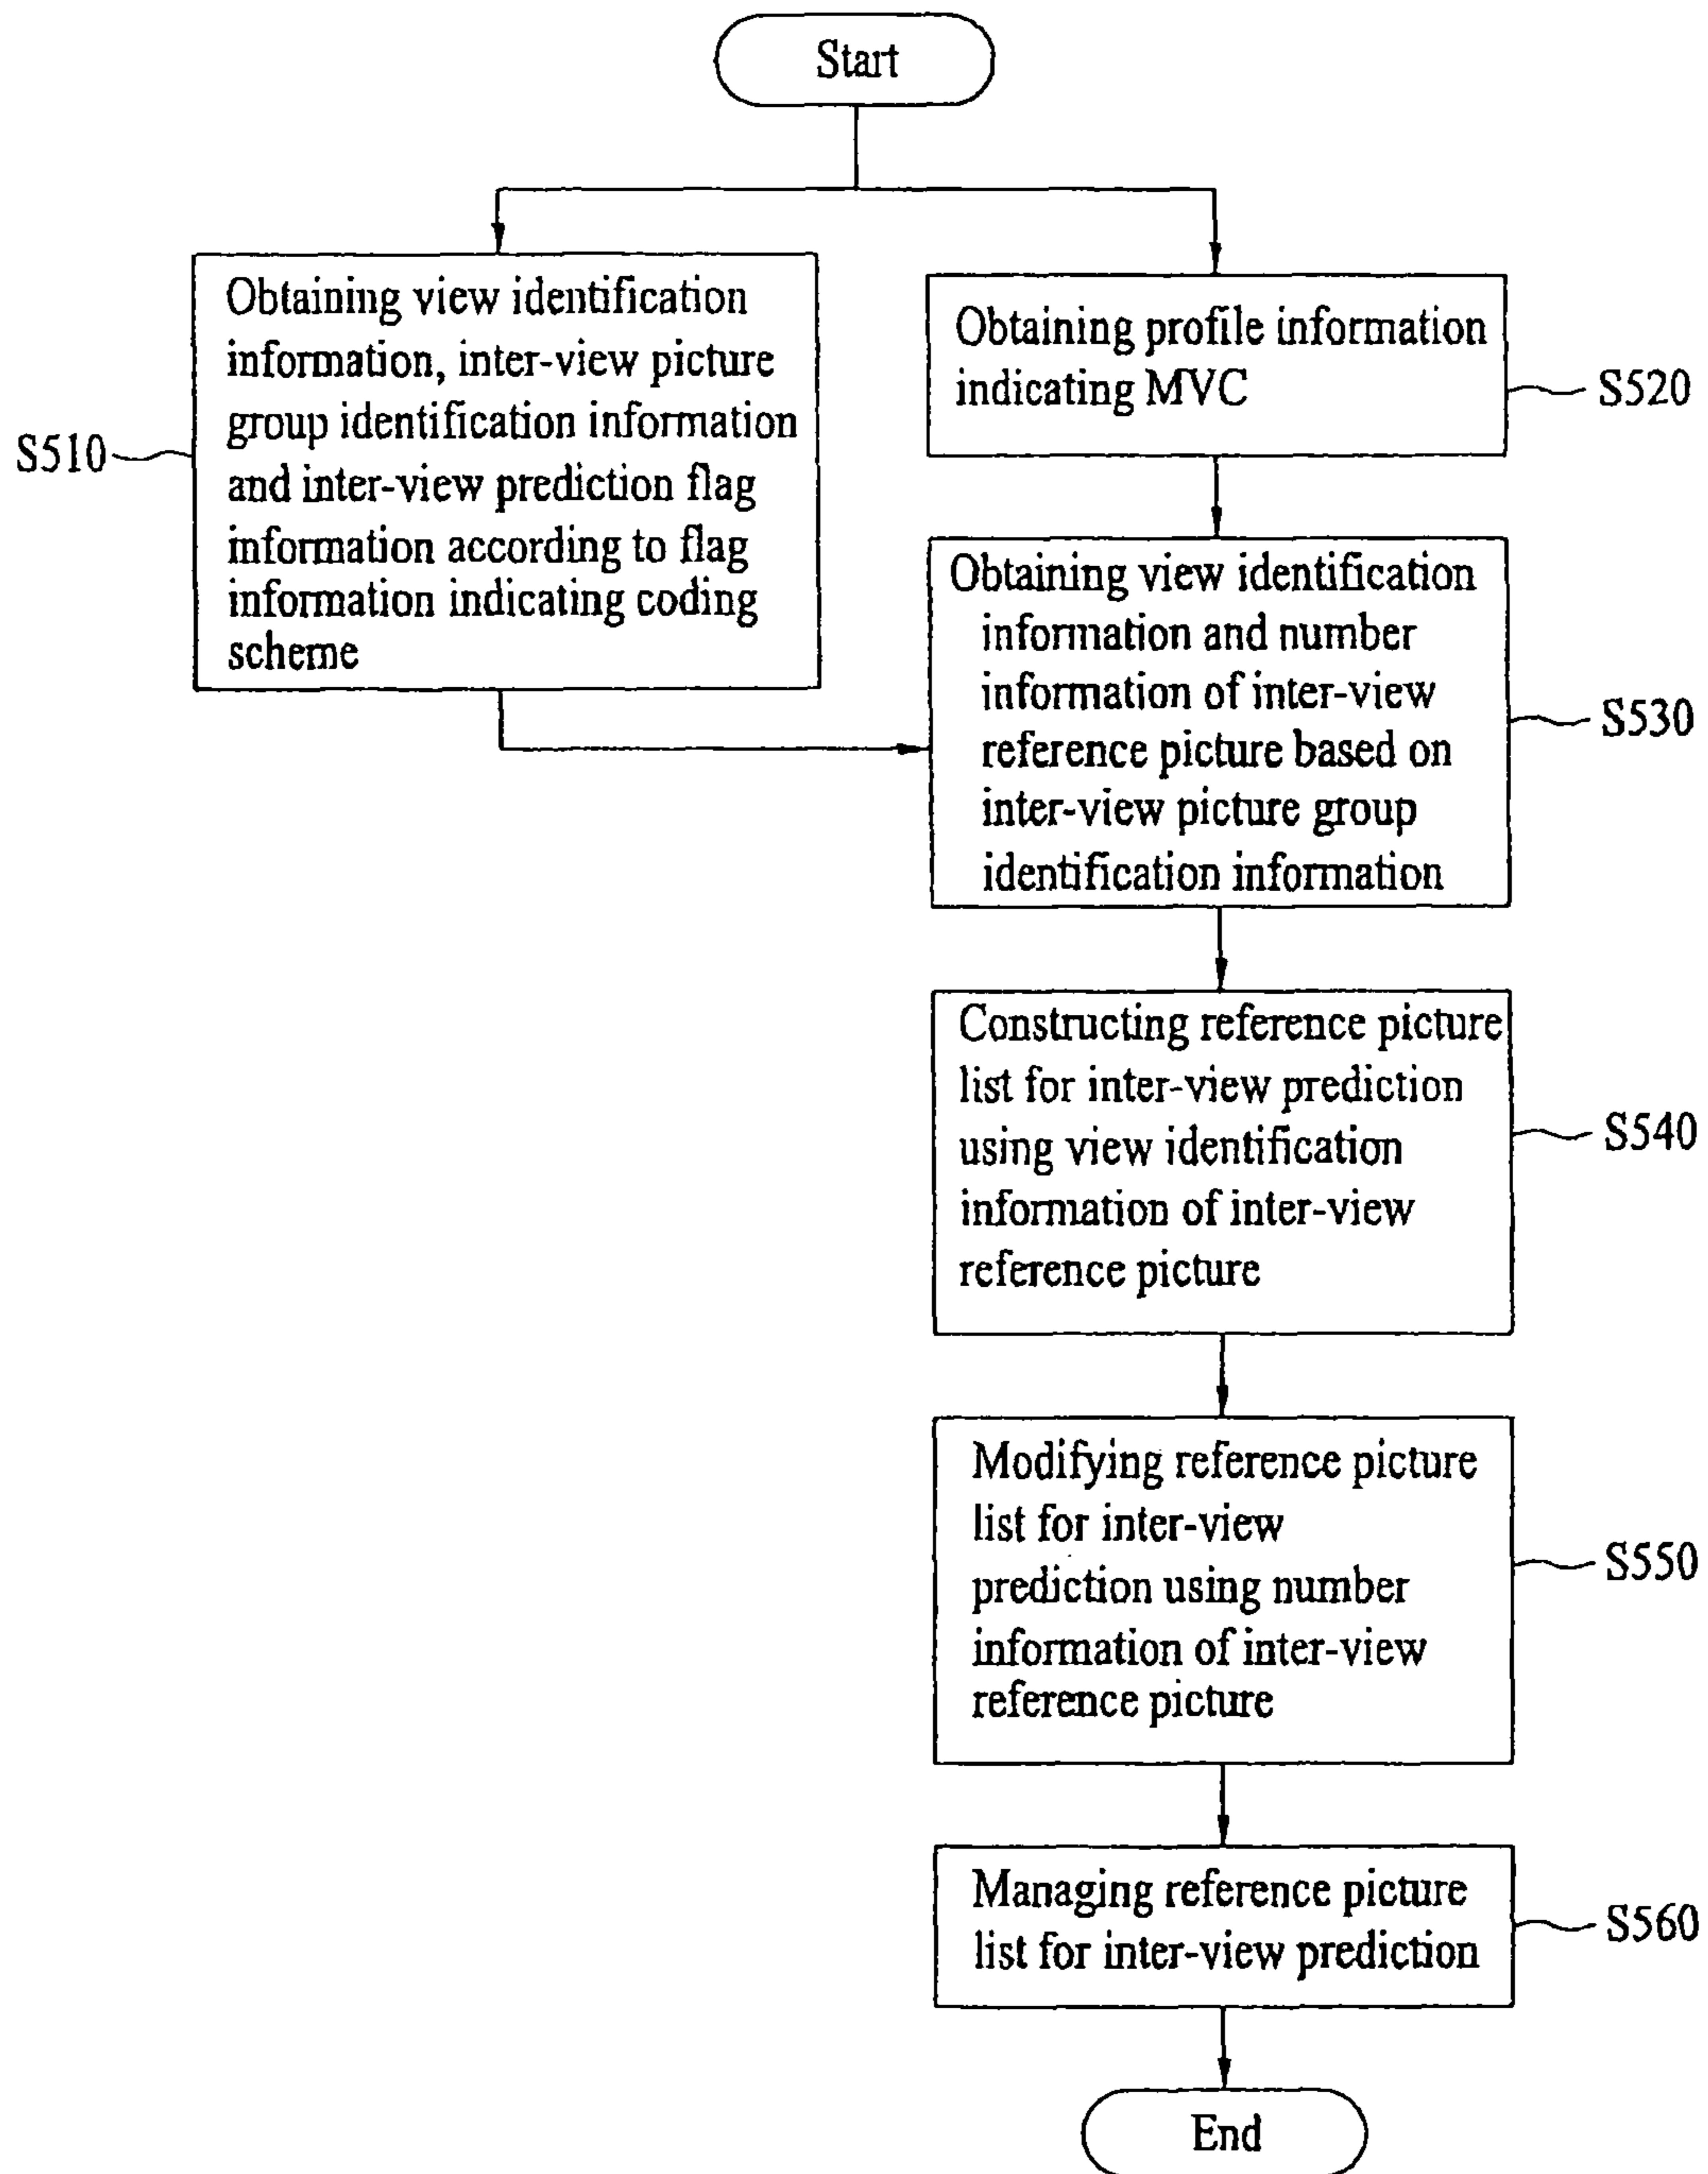 Start
Obtaining view identification
information, inter-view picture
group identification information
and inter-view prediction flag
information according to flag
information indicating coding
scheme
S510
Obtaining profile information
indicating MVC
S520
Obtaining view identification
information and number
information of inter-view
reference picture based on
inter-view picture group
identification information
S530
Constructing reference picture
list for inter-view prediction
using view identification
information of inter-view
reference picture
S540
Modifying reference picture
list for inter-view
prediction using number
information of inter-view
reference picture
S550
Managing reference picture
list for inter-view prediction
S560
End